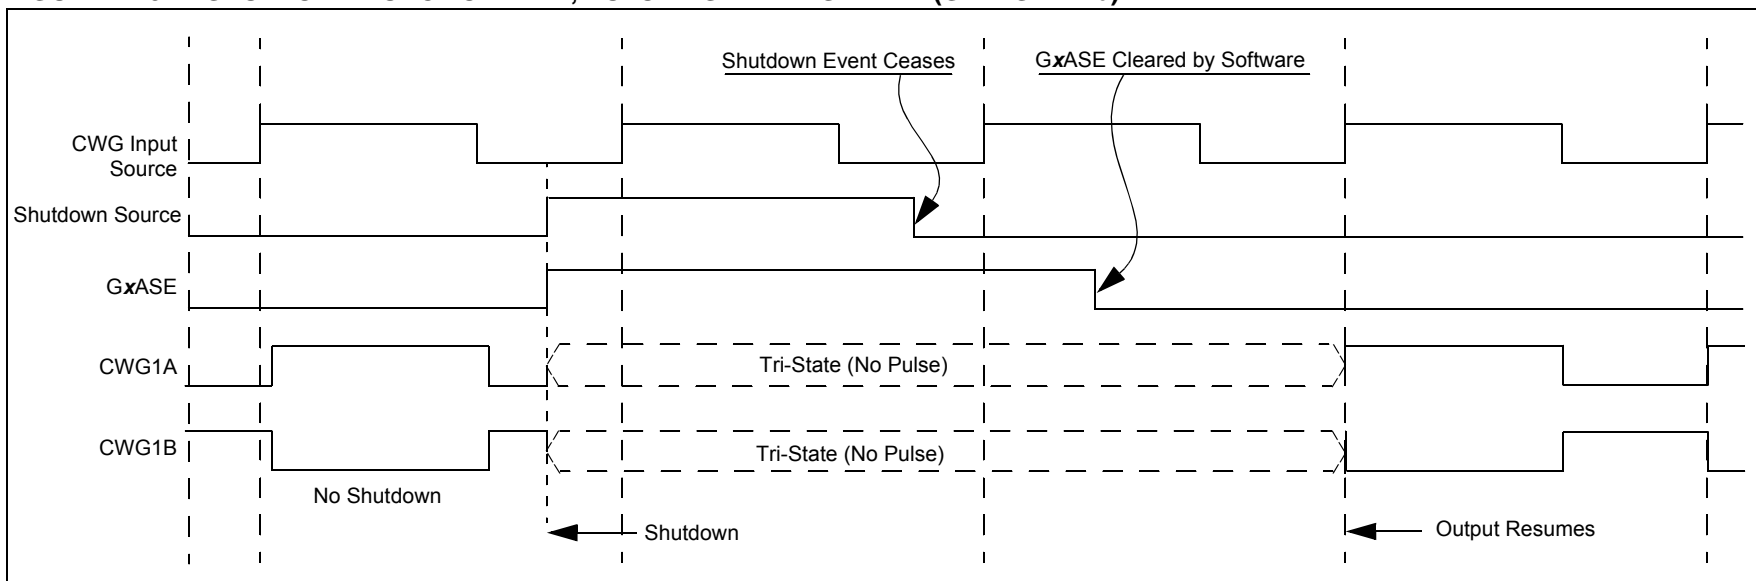 Shutdown Event Ceases
GxASE Cleared by Software
CWG Input
Source
Shutdown Source
GxASE
CWG1A
Tri-State (No Pulse)
CWG1B
Tri-State (No Pulse)
No Shutdown
Shutdown
Output Resumes